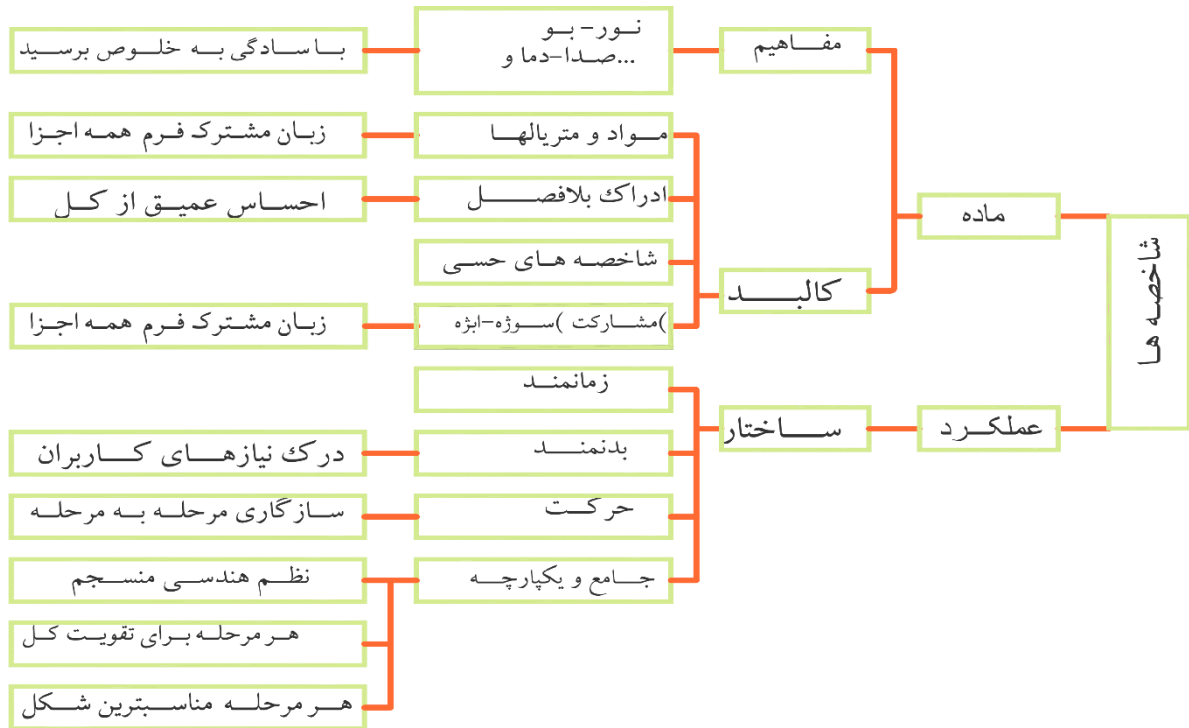 شاخصه ها
ماده
مفاهیم
نور- بو
صدا-دما و...
با سادگی به خلوص برسید
کالبد
مواد و متریالها
زبان مشترک فرم همه اجزا
ادراک بلافصل
احساس عمیق از کل
شاخصه های حسی
)مشارکت )سوژه-ابژه
زبان مشترک فرم همه اجزا
عملکرد
ساختار
زمانمند
بدنمند
درک نیازهای کاربران
حرکت
سازگاری مرحله به مرحله
جامع و یکپارچه
نظم هندسی منسجم
هر مرحله برای تقویت کل
هر مرحله مناسبترین شکل